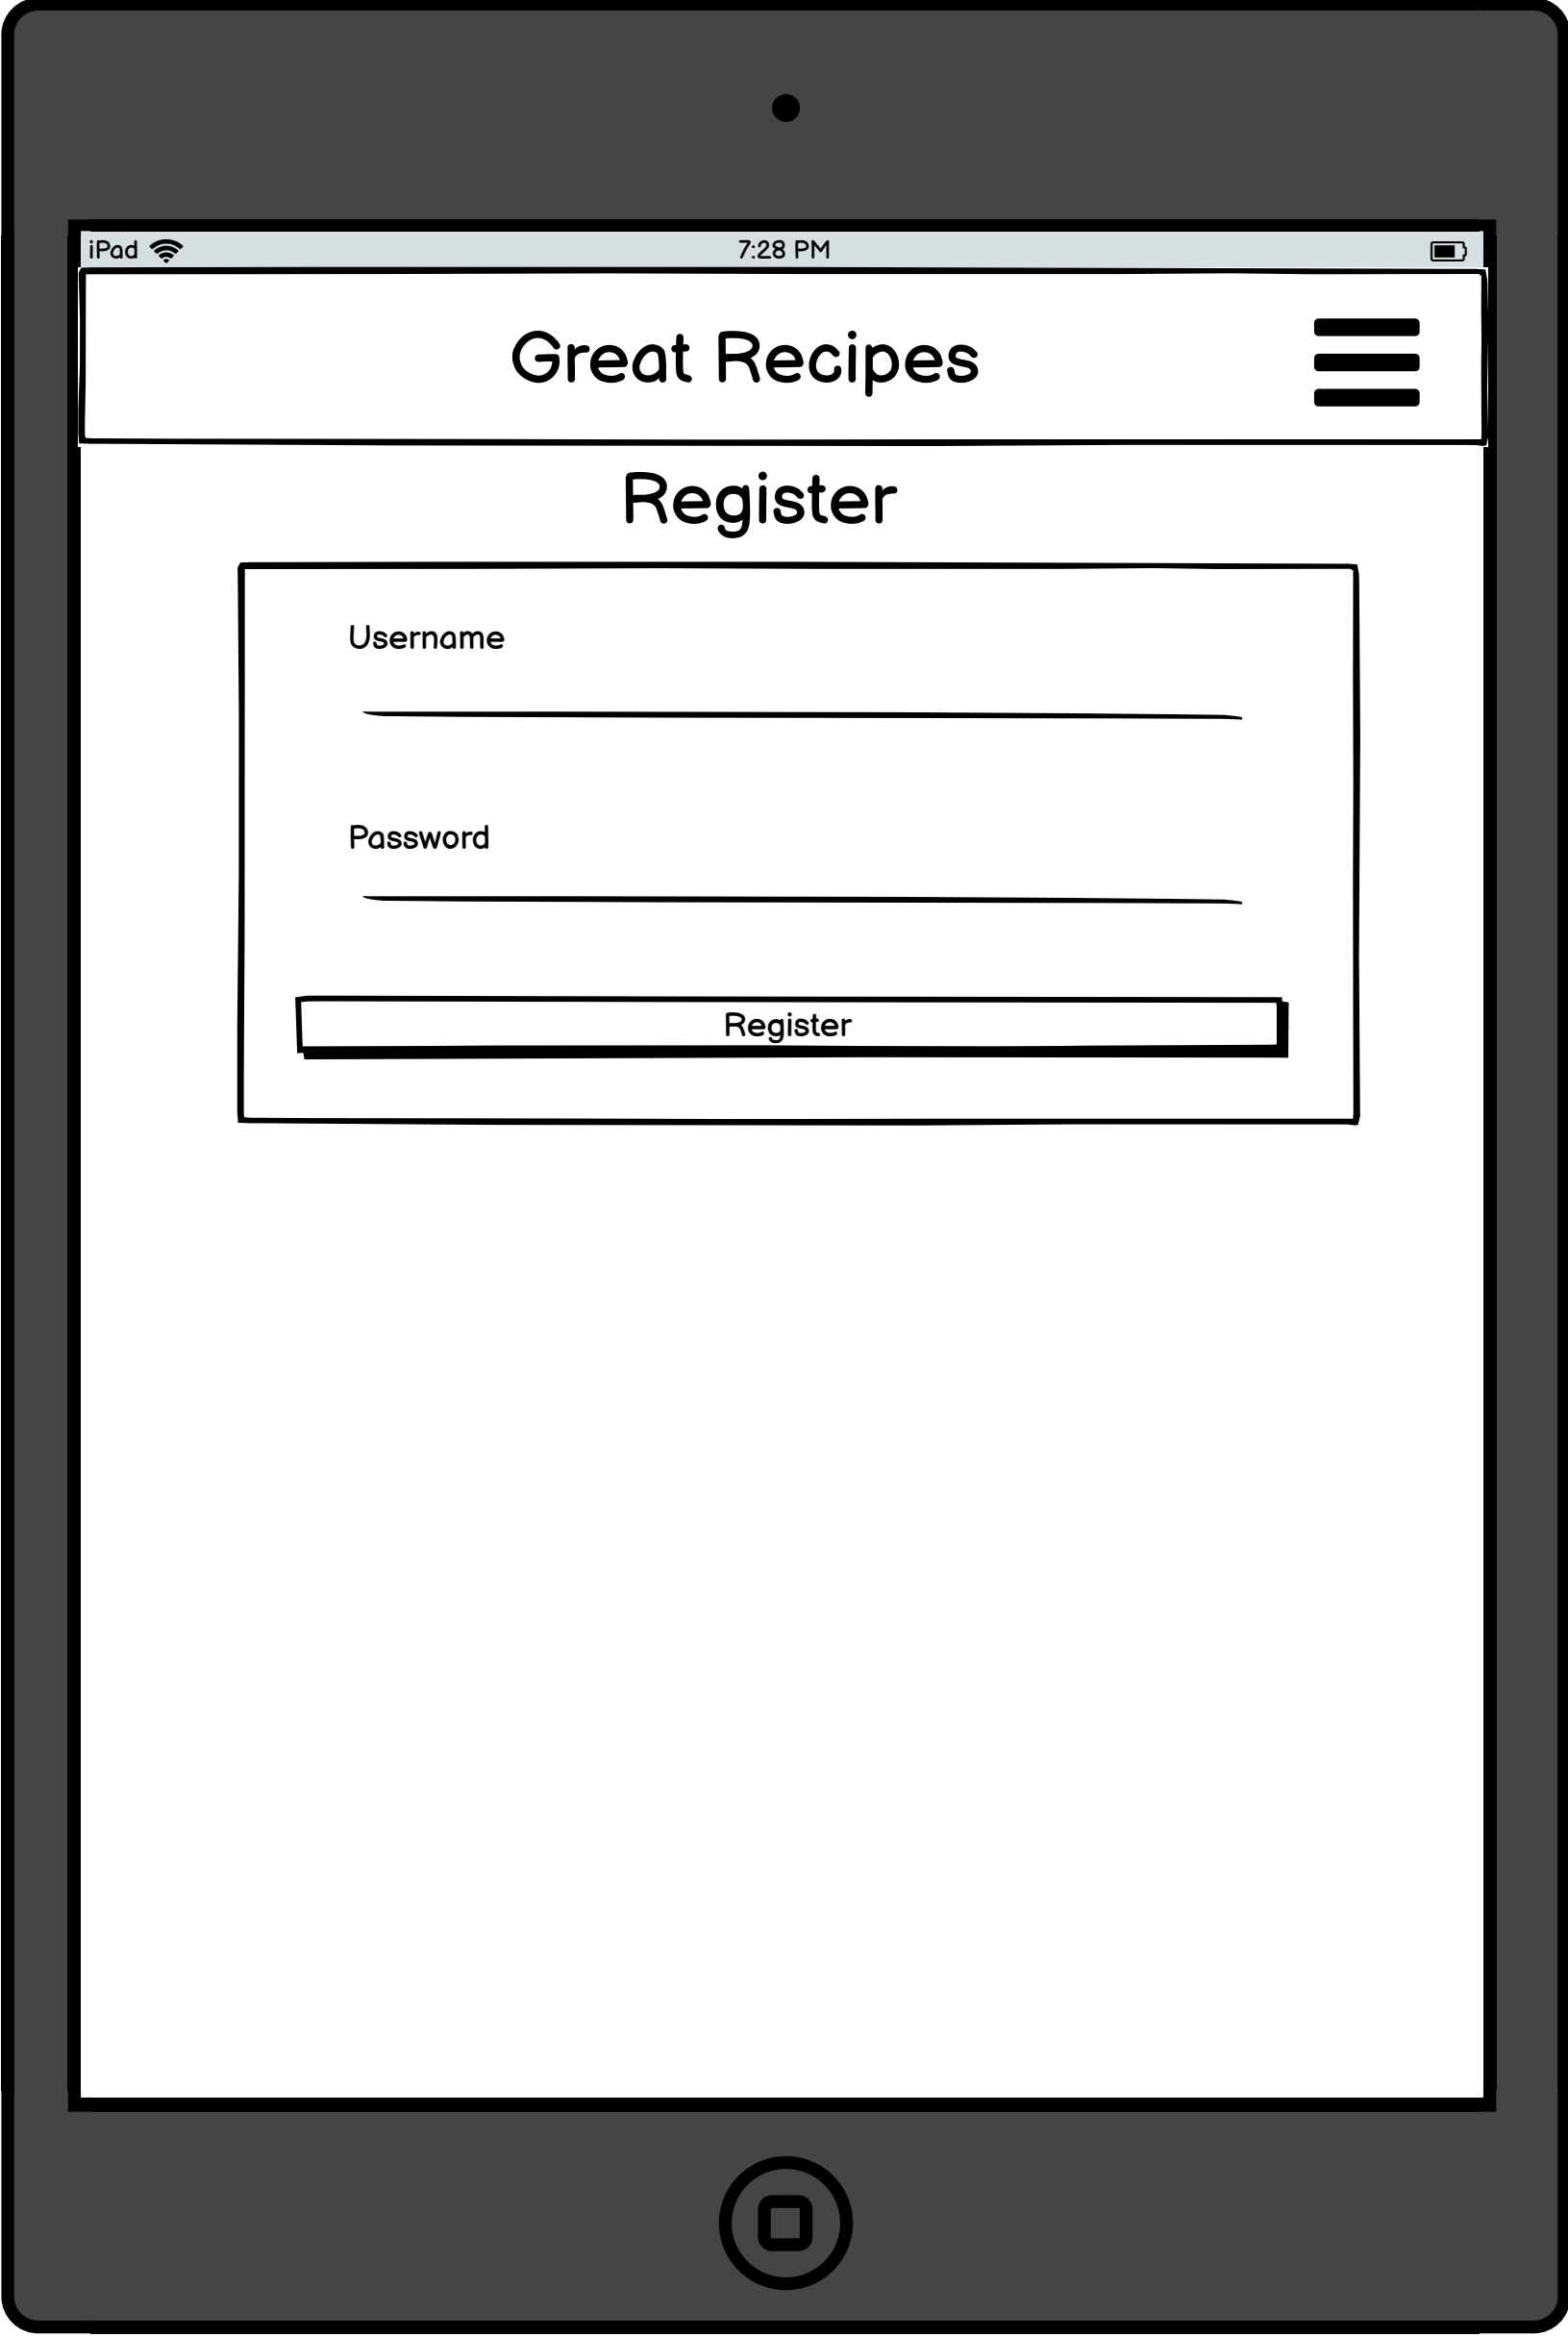 iPad
7:28 PM
Great Recipes
Register
Username
Password
Register